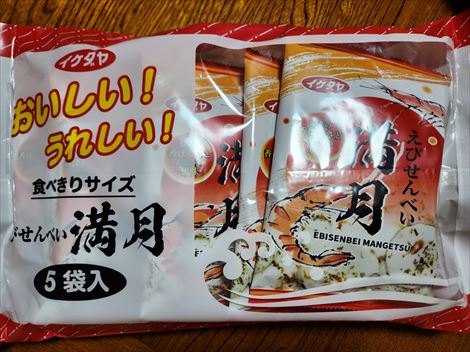 イケダヤ
おいしい!
うれしい!
食べきりサイズ
びせんべい 満月
5袋入
イケダヤ
えびせんべい
満月
EBISENBEI MANGETSU